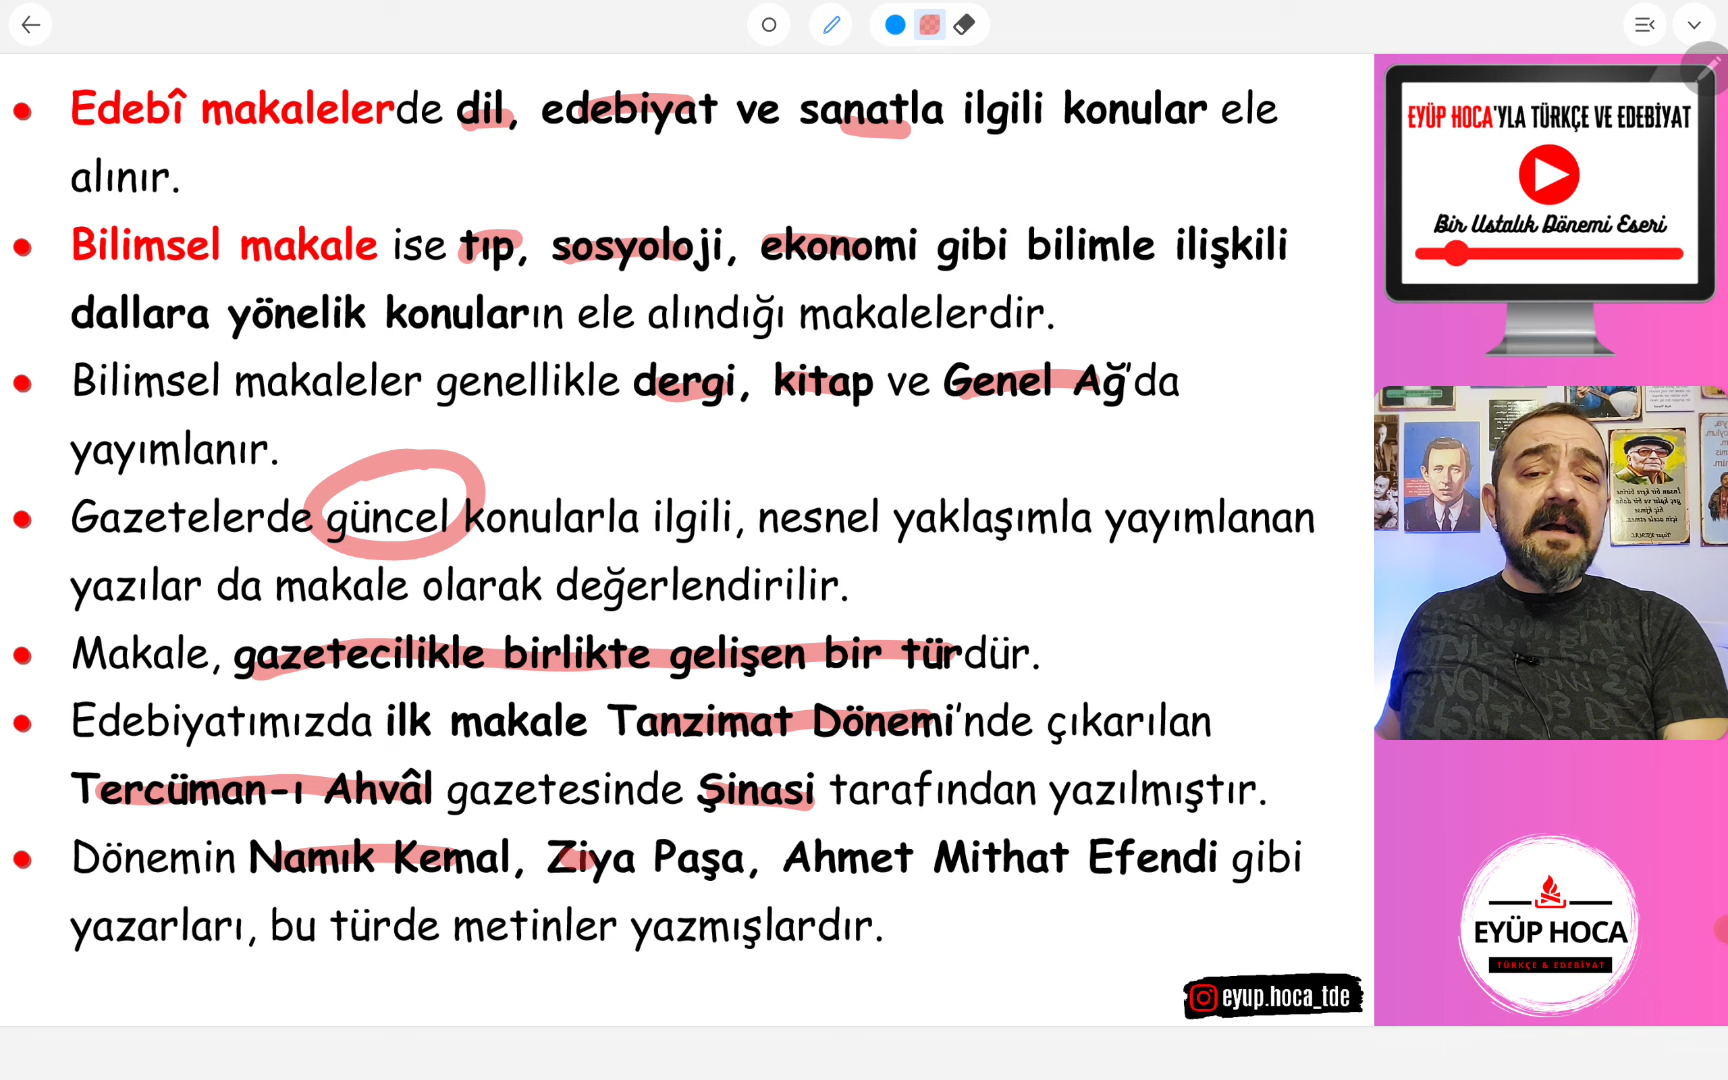 Edebî makalelerde dil, edebiyat ve sanatla ilgili konular ele
alınır.
Bilimsel makale ise tıp, sosyoloji, ekonomi gibi bilimle ilişkili
dallara yönelik konuların ele alındığı makalelerdir.
Bilimsel makaleler genellikle dergi, kitap ve Genel Ağ'da
yayımlanır.
Gazetelerde güncel konularla ilgili, nesnel yaklaşımla yayımlanan
yazılar da makale olarak değerlendirilir.
Makale, gazetecilikle birlikte gelişen bir türdür.
Edebiyatımızda ilk makale Tanzimat Dönemi'nde çıkarılan
Tercüman-ı Ahvâl gazetesinde Şinasi tarafından yazılmıştır.
Dönemin Namık Kemal, Ziya Paşa, Ahmet Mithat Efendi gibi
yazarları, bu türde metinler yazmışlardır.
eyup.hoca_tde
EYÜP HOCA'YLA TÜRKÇE VE EDEBİYAT
Bir Ustalık Dönemi Eseri
EYÜP HOCA
TÜRKÇE & EDEBİYAT